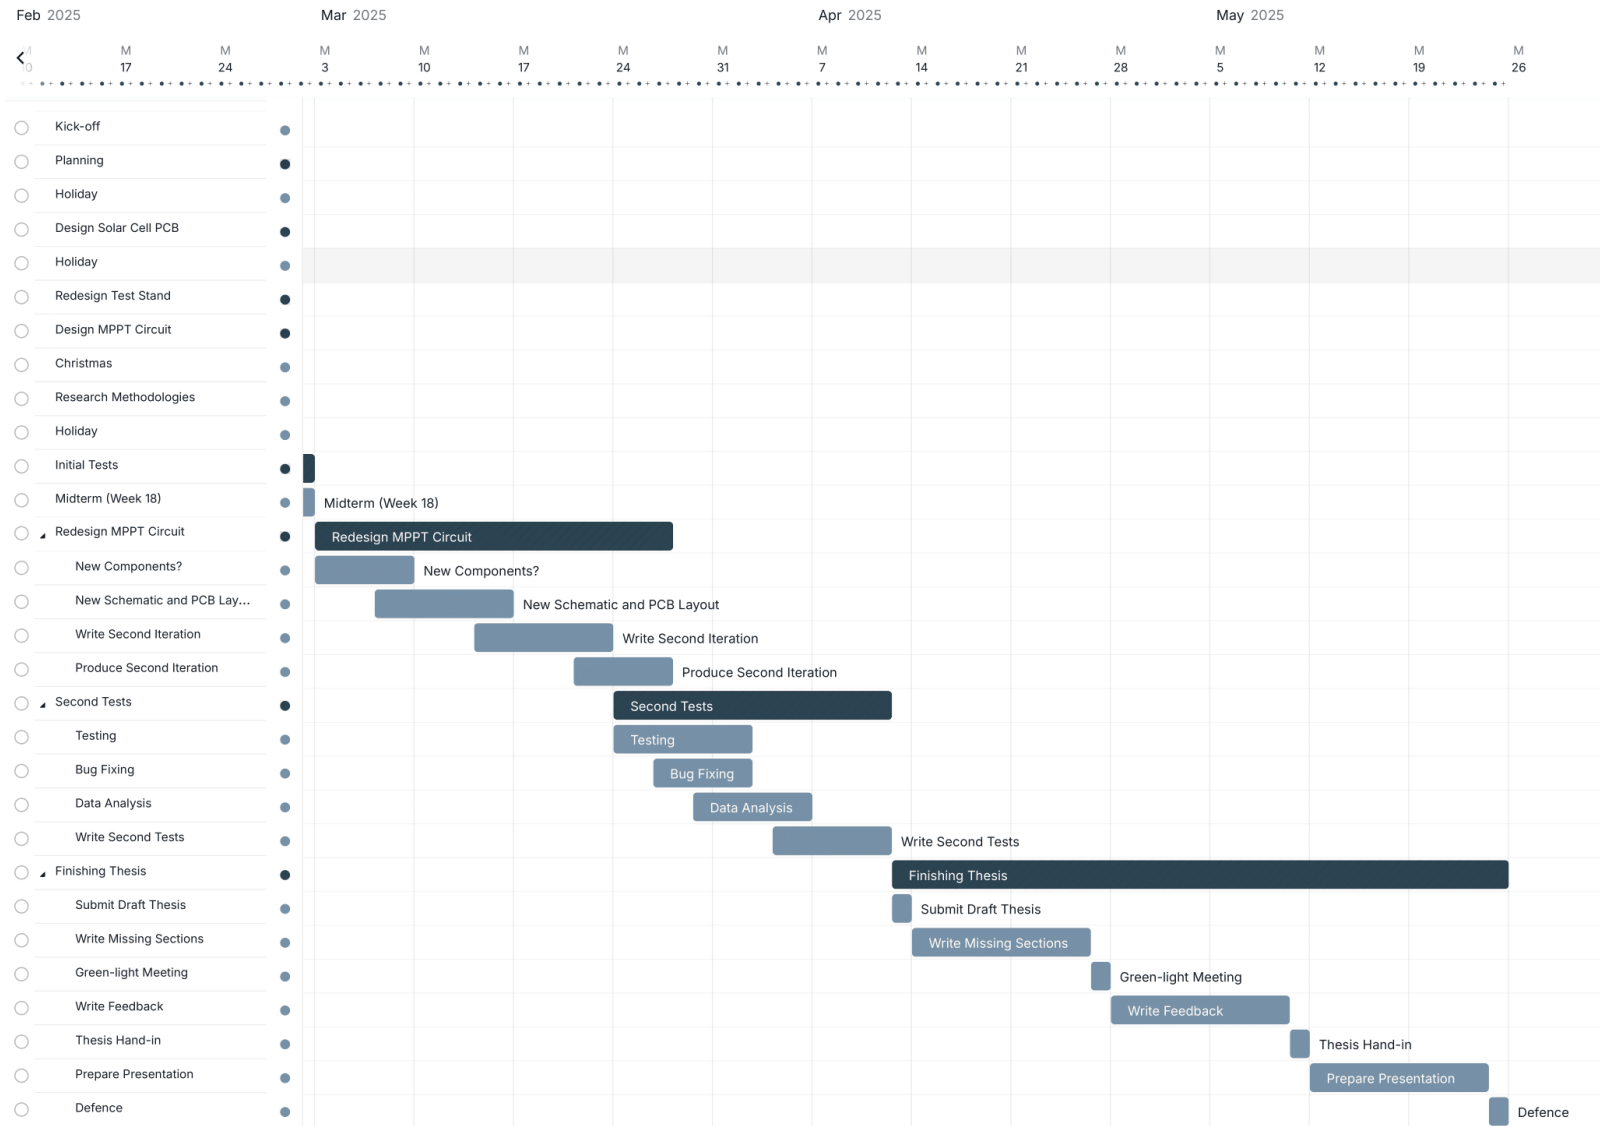 Feb 2025 Mar 2025 Apr 2025 May 2025
M M M M M M M M M M M M M M M
17 24 3 10 17 24 31 7 14 21 28 5 12 19 26
Kick-off
Planning
Holiday
Design Solar Cell PCB
Holiday
Redesign Test Stand
Design MPPT Circuit
Christmas
Research Methodologies
Holiday
Initial Tests
Midterm (Week 18) Midterm (Week 18)
Redesign MPPT Circuit Redesign MPPT Circuit
New Components? New Components?
New Schematic and PCB Lay... New Schematic and PCB Layout
Write Second Iteration Write Second Iteration
Produce Second Iteration Produce Second Iteration
Second Tests Second Tests
Testing Testing
Bug Fixing Bug Fixing
Data Analysis Data Analysis
Write Second Tests Write Second Tests
Finishing Thesis Finishing Thesis
Submit Draft Thesis Submit Draft Thesis
Write Missing Sections Write Missing Sections
Green-light Meeting Green-light Meeting
Write Feedback Write Feedback
Thesis Hand-in Thesis Hand-in
Prepare Presentation Prepare Presentation
Defence Defence